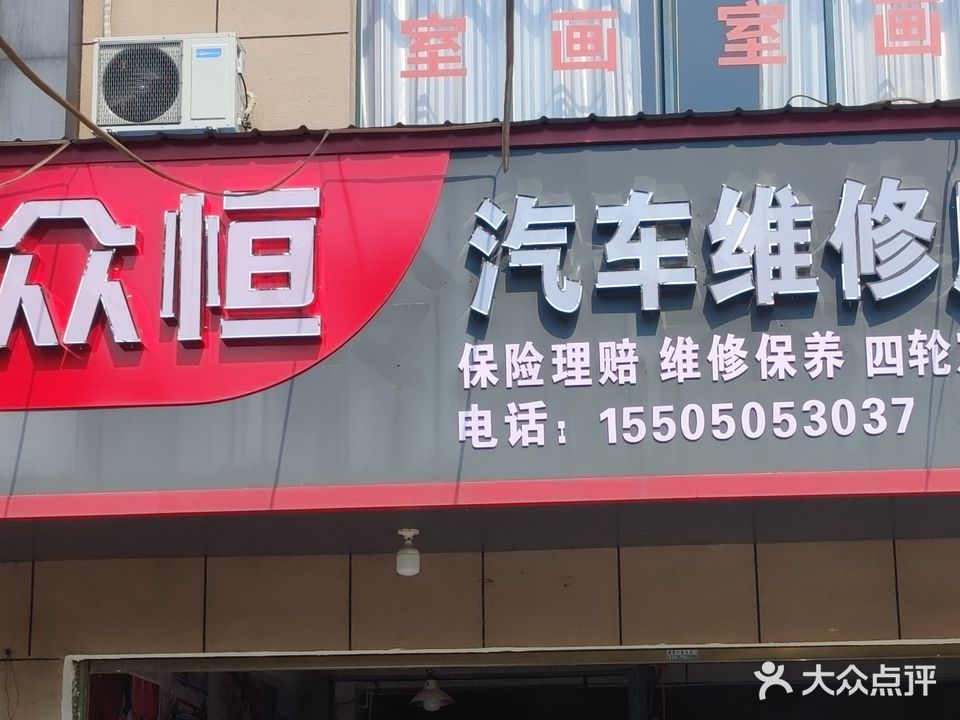 室画 室画
众恒 汽车维修
保险理赔 维修保养 四轮
电话：15505053037
大众点评